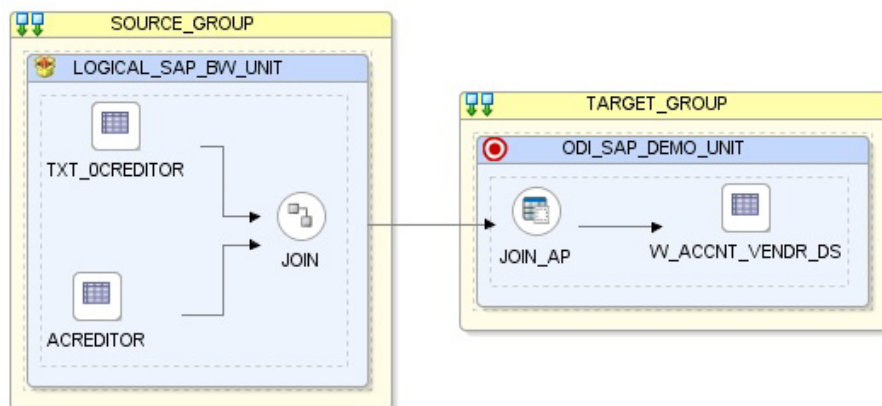 SOURCE_GROUP
LOGICAL_SAP_BW_UNIT
TXT_0CREDITOR
JOIN
ACREDITOR
TARGET_GROUP
ODI_SAP_DEMO_UNIT
JOIN_AP
W_ACCNT_VENDR_DS